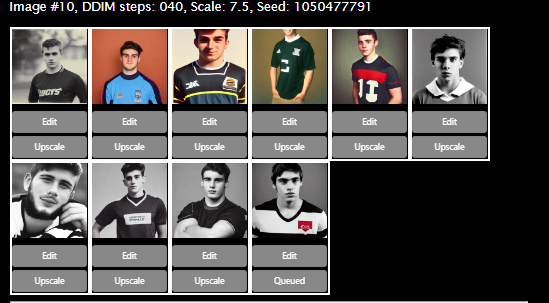 Image #10, DDIM steps: 040, Scale: 7.5, Seed: 1050477791
Edit Edit Edit Edit Edit Edit
Upscale Upscale Upscale Upscale Upscale Upscale
Edit Edit Edit Edit
Upscale Upscale Upscale Queued